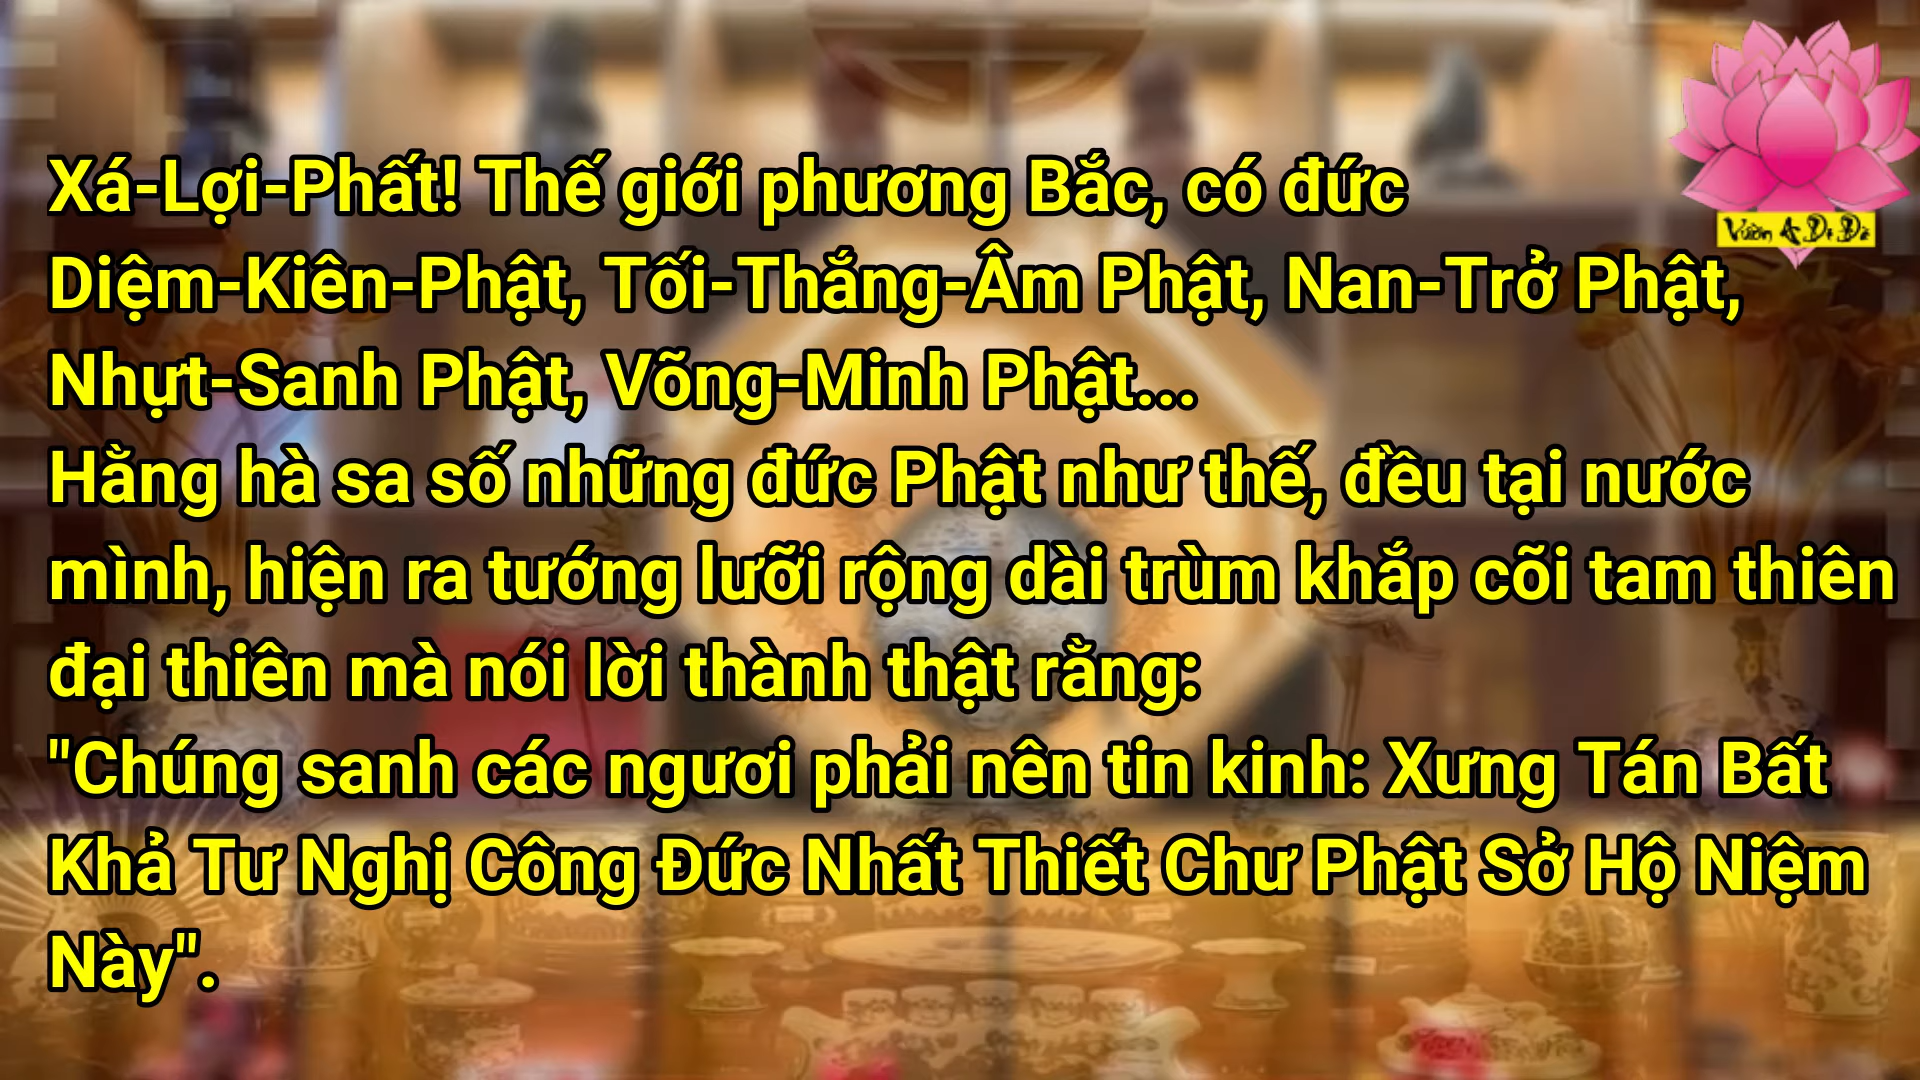 Vườn A Di Đà
Xá-Lợi-Phất! Thế giới phương Bắc, có đức
Diệm-Kiên-Phật, Tối-Thắng-Âm Phật, Nan-Trở Phật,
Nhựt-Sanh Phật, Võng-Minh Phật...
Hằng hà sa số những đức Phật như thế, đều tại nước
mình, hiện ra tướng lưỡi rộng dài trùm khắp cõi tam thiên
đại thiên mà nói lời thành thật rằng:
"Chúng sanh các ngươi phải nên tin kinh: Xưng Tán Bất
Khả Tư Nghị Công Đức Nhất Thiết Chư Phật Sở Hộ Niệm
Này".